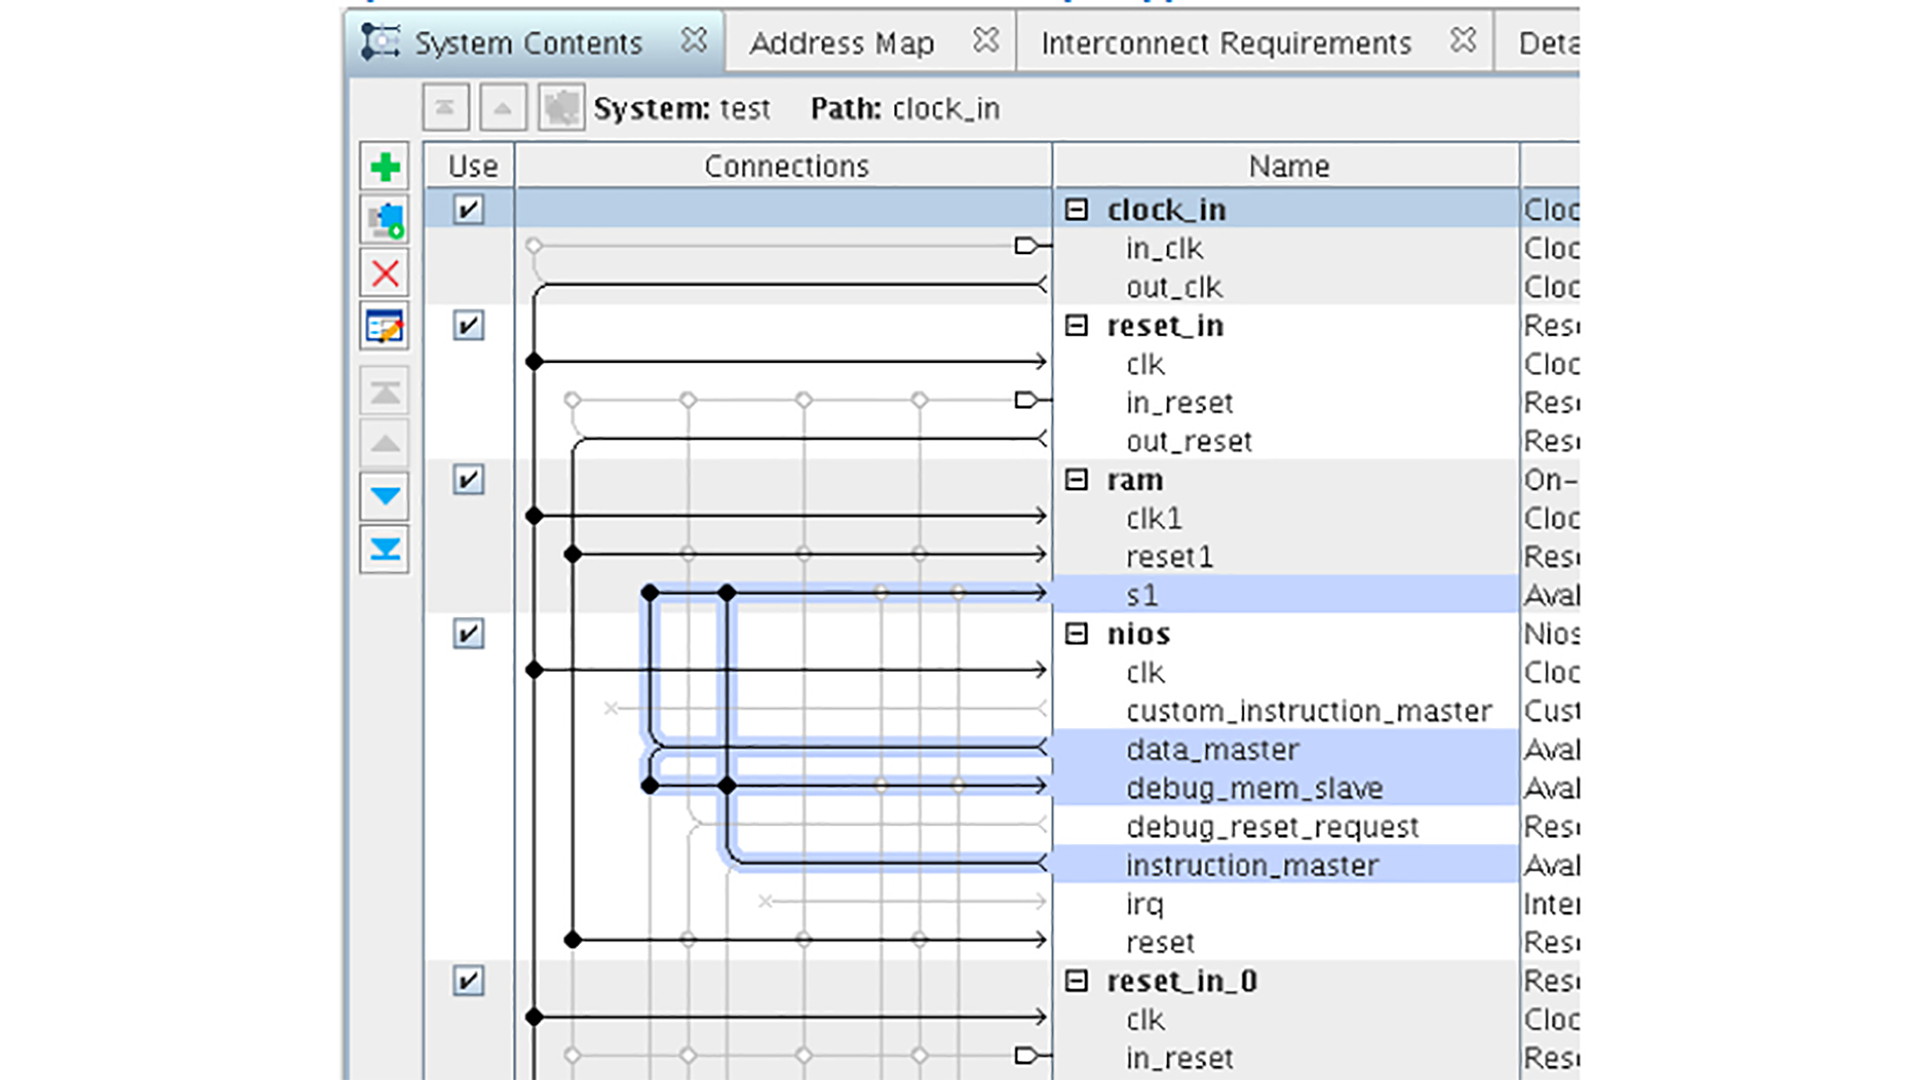 System Contents Address Map Interconnect Requirements Deta
System: test Path: clock_in
Use Connections Name
clock_in Cloc
in_clk Cloc
out_clk Cloc
reset_in Res
clk Cloc
in_reset Res
out_reset Res
ram On-
clk1 Cloc
reset1 Res
s1 Aval
nios Nios
clk Cloc
custom_instruction_master Cust
data_master Aval
debug_mem_slave Aval
debug_reset_request Res
instruction_master Aval
irq Inter
reset Res
reset_in_0 Res
clk Cloc
in_reset Res